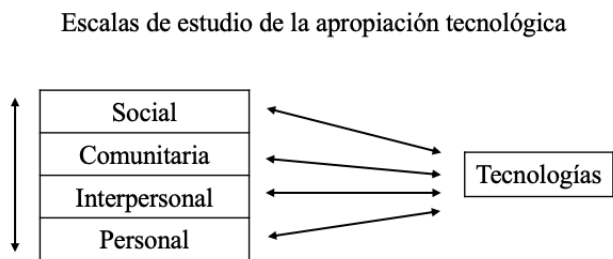 Escalas de estudio de la apropiación tecnológica
Social
Comunitaria
Interpersonal
Personal
Tecnologías